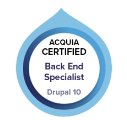 ACQUIA
CERTIFIED
Back End
Specialist
Drupal 10